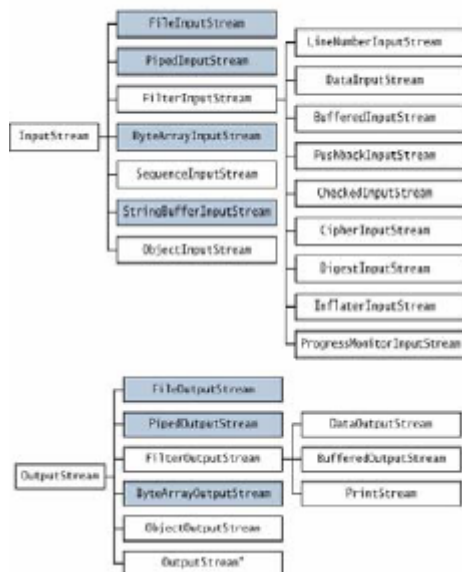 FileInputStream
PipedInputStream
FilterInputStream
InputStream
ByteArrayInputStream
SequenceInputStream
StringBufferInputStream
ObjectInputStream
LineNumberInputStream
DataInputStream
BufferedInputStream
PushbackInputStream
CheckedInputStream
CipherInputStream
DigestInputStream
InflaterInputStream
ProgressMonitorInputStream
FileOutputStream
PipedOutputStream
FilterOutputStream
OutputStream
ByteArrayOutputStream
ObjectOutputStream
OutputStream*
DataOutputStream
BufferedOutputStream
PrintStream